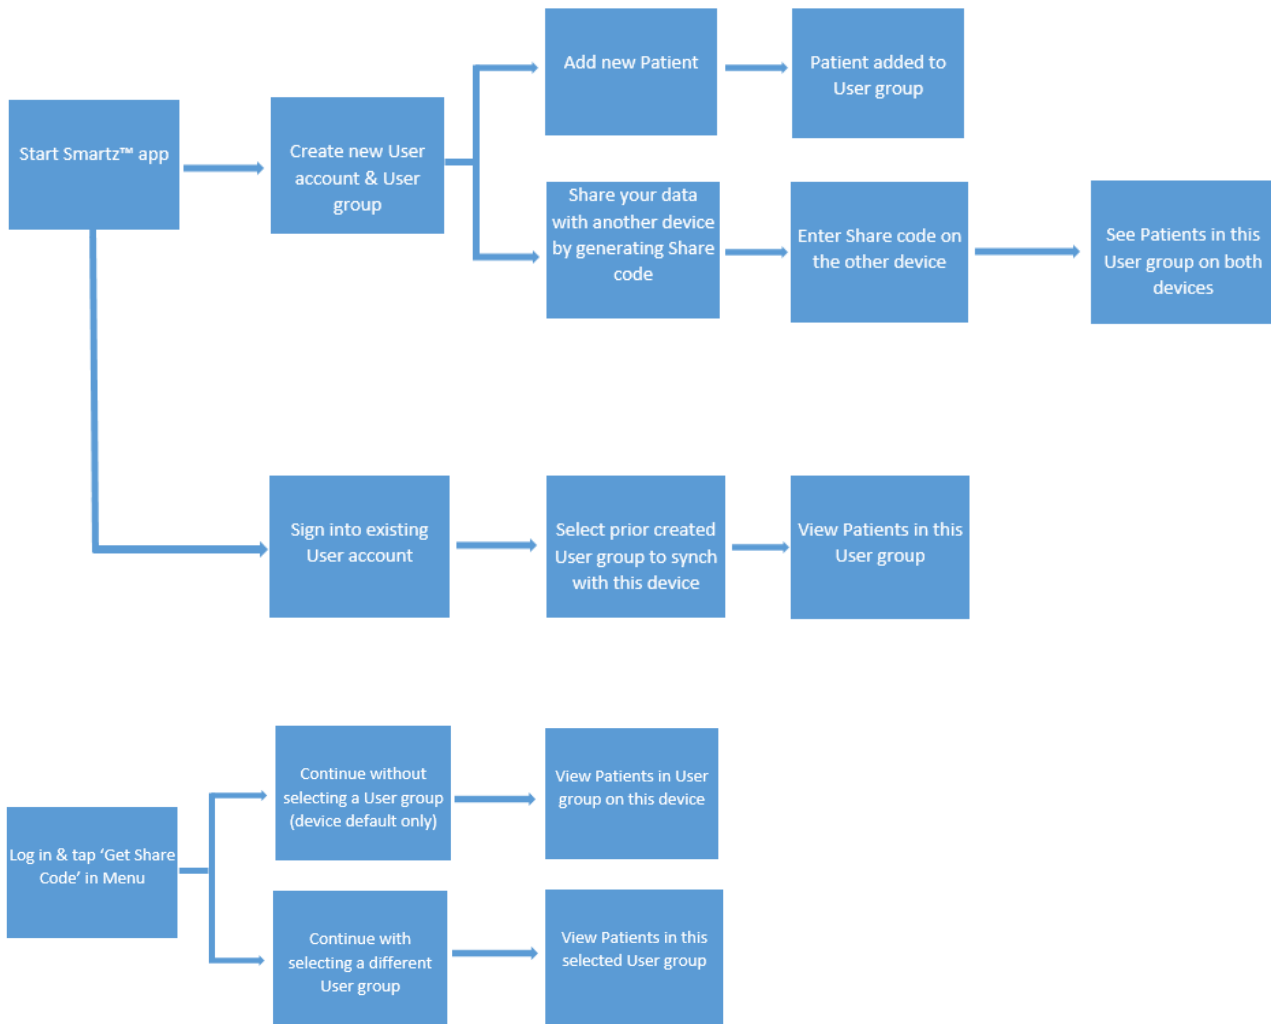 Start Smartz™ app
Create new User
account & User
group
Add new Patient
Patient added to
User group
Share your data
with another device
by generating Share
code
Enter Share code on
the other device
See Patients in this
User group on both
devices
Sign into existing
User account
Select prior created
User group to synch
with this device
View Patients in this
User group
Log in & tap ‘Get Share
Code’ in Menu
Continue without
selecting a User group
(device default only)
View Patients in User
group on this device
Continue with
selecting a different
User group
View Patients in this
selected User group